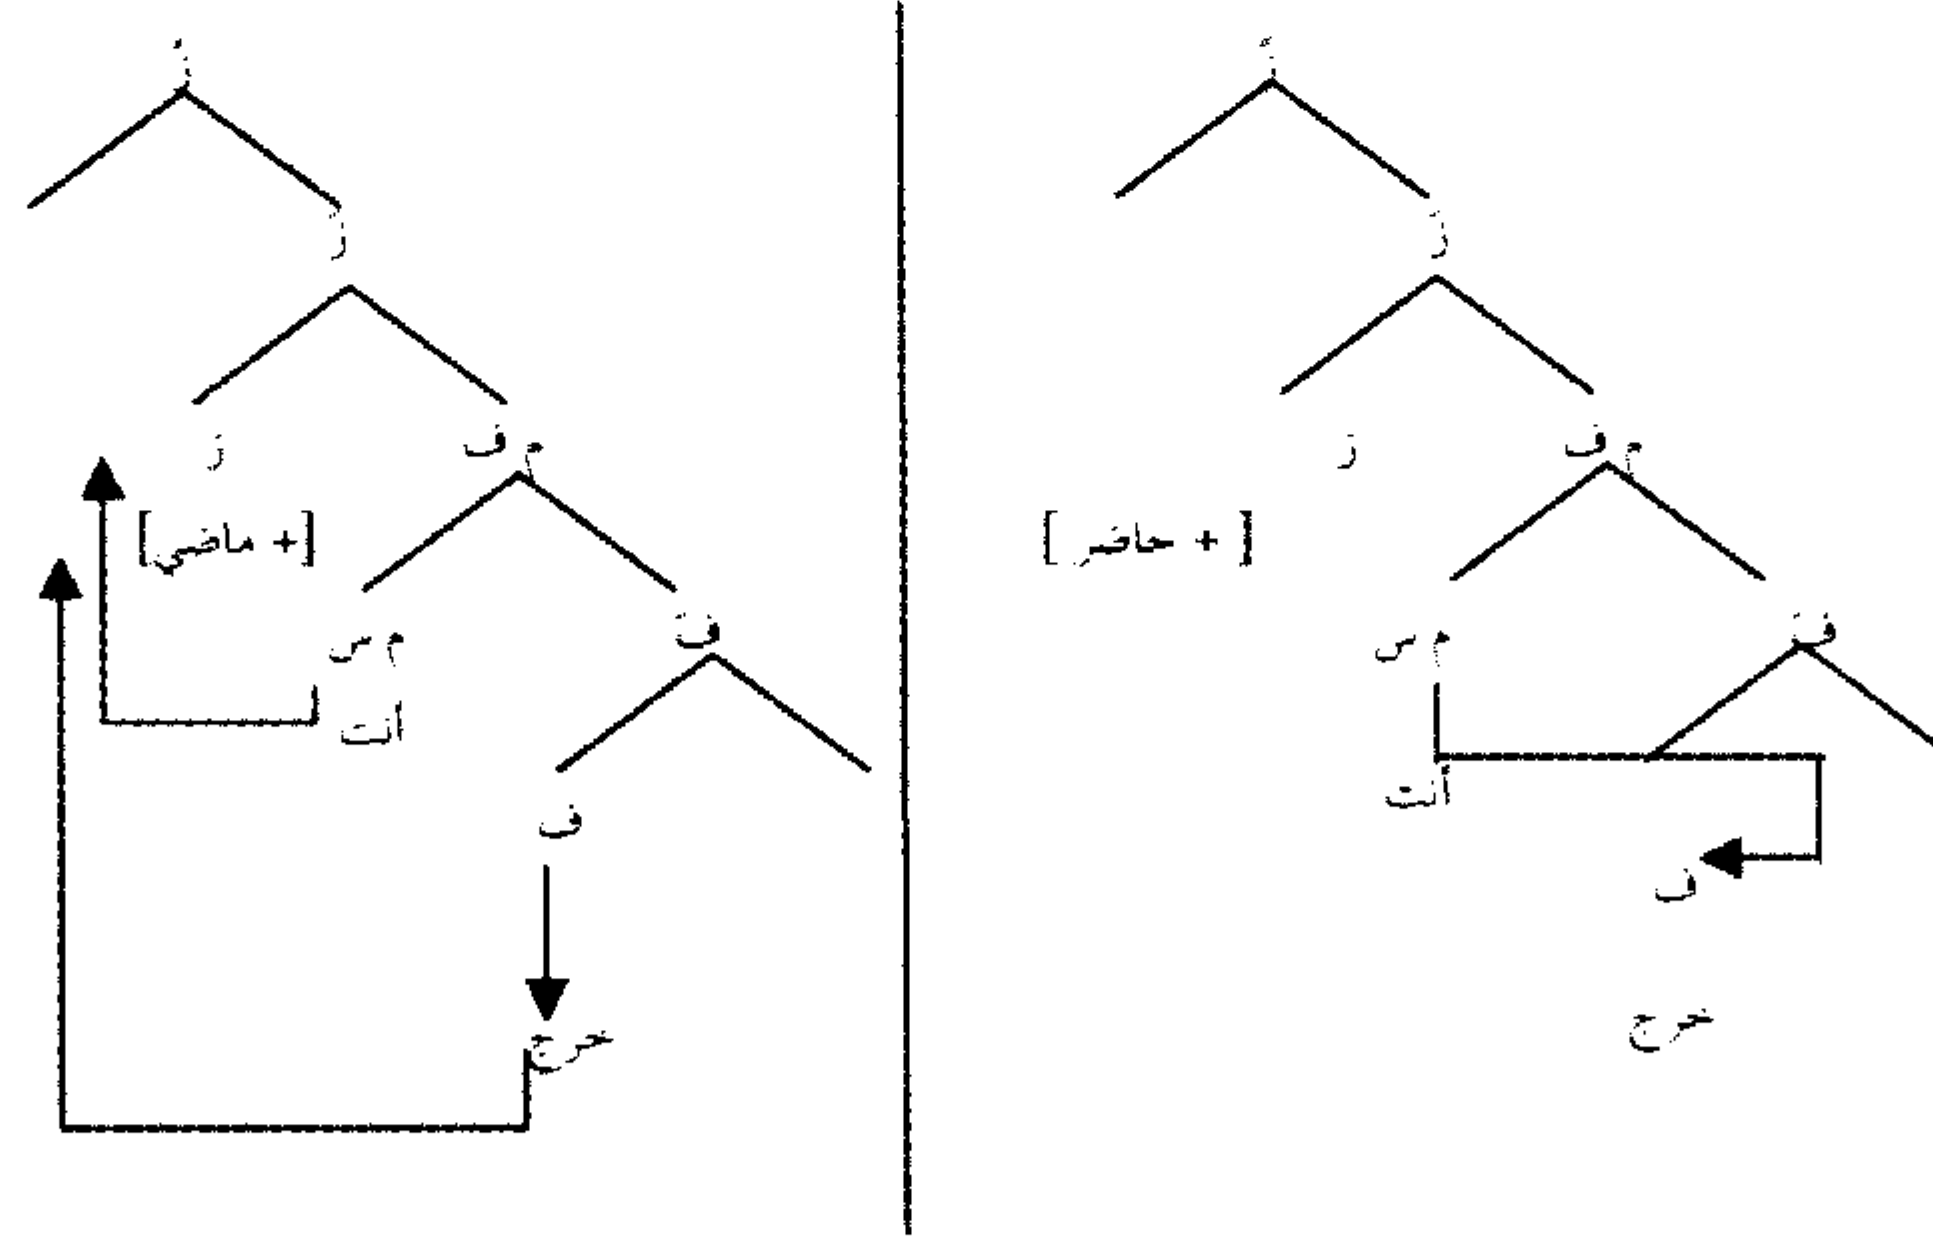 أ
زَ
ز
م ف
[+ ماضي]
م س
فَ
أنت
ف
خرج
أ
زَ
ز
م ف
[ + حاضر ]
م س
فَ
أنت
ف
خرج